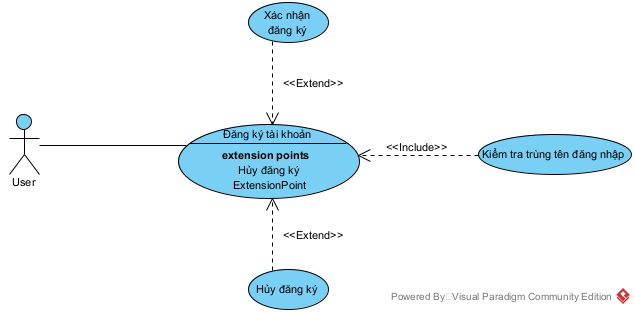 Xác nhận
đăng ký
<<Extend>>
Đăng ký tài khoản
<<Include>>
Kiểm tra trùng tên đăng nhập
extension points
Hủy đăng ký
ExtensionPoint
User
<<Extend>>
Hủy đăng ký
Powered By Visual Paradigm Community Edition